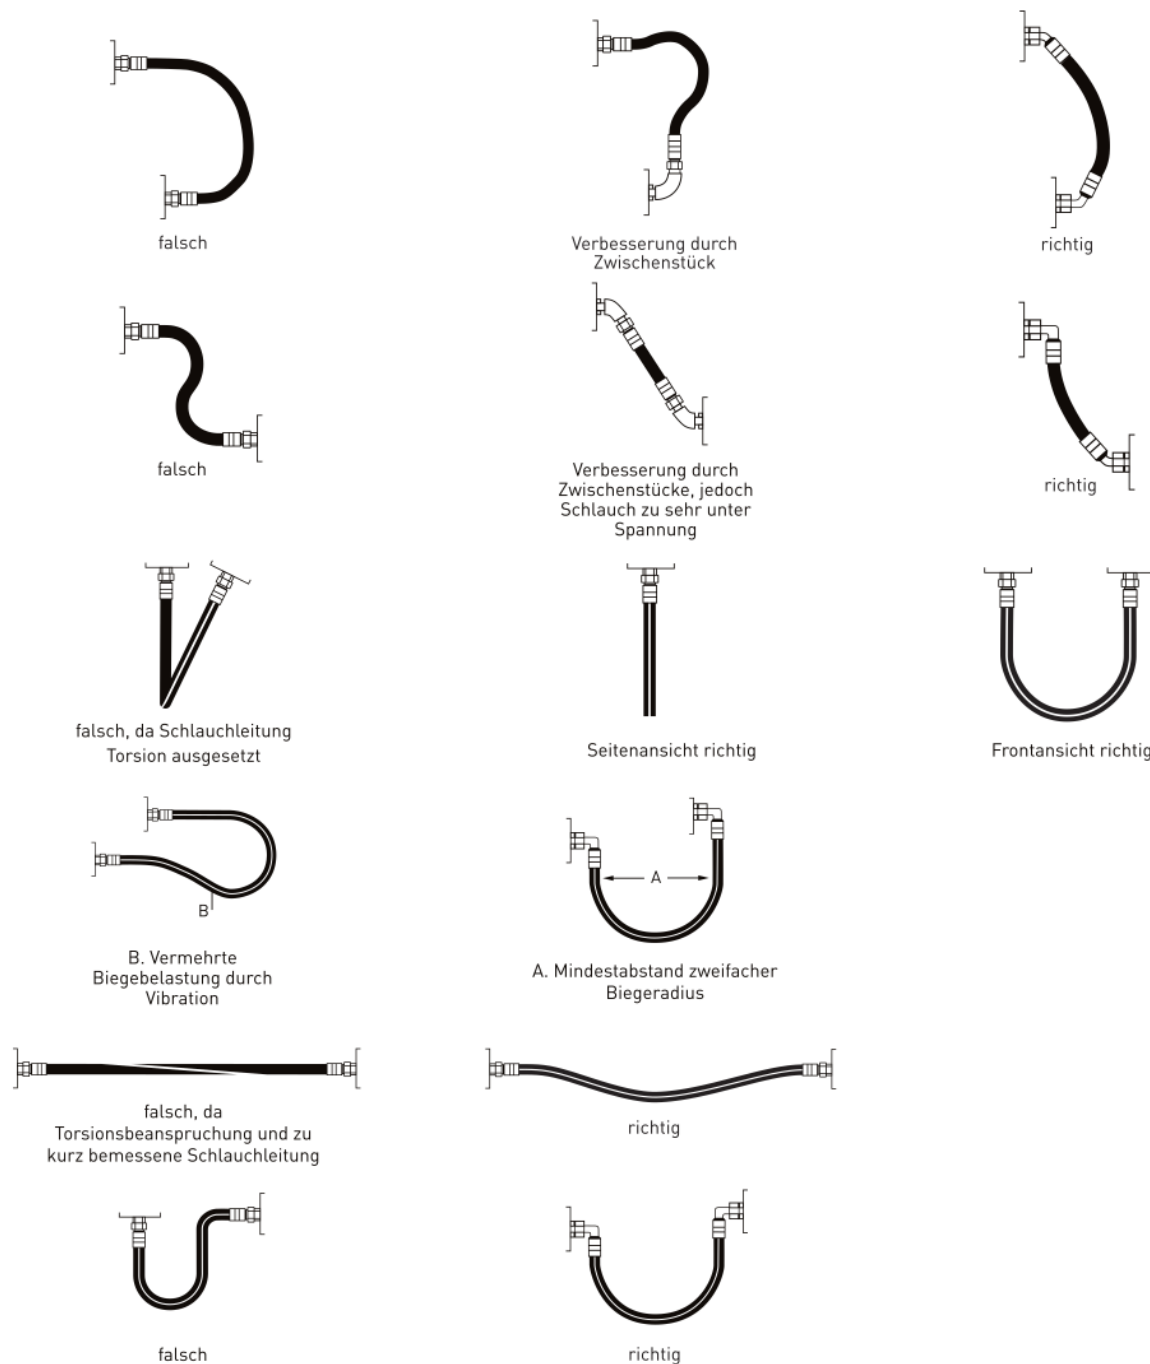 falsch
Verbesserung durch
Zwischenstück
richtig
falsch
Verbesserung durch
Zwischenstücke, jedoch
Schlauch zu sehr unter
Spannung
richtig
falsch, da Schlauchleitung
Torsion ausgesetzt
Seitenansicht richtig
Frontansicht richtig
B
A
B. Vermehrte
Biegebelastung durch
Vibration
A. Mindestabstand zweifacher
Biegeradius
falsch, da
Torsionsbeanspruchung und zu
kurz bemessene Schlauchleitung
richtig
falsch
richtig